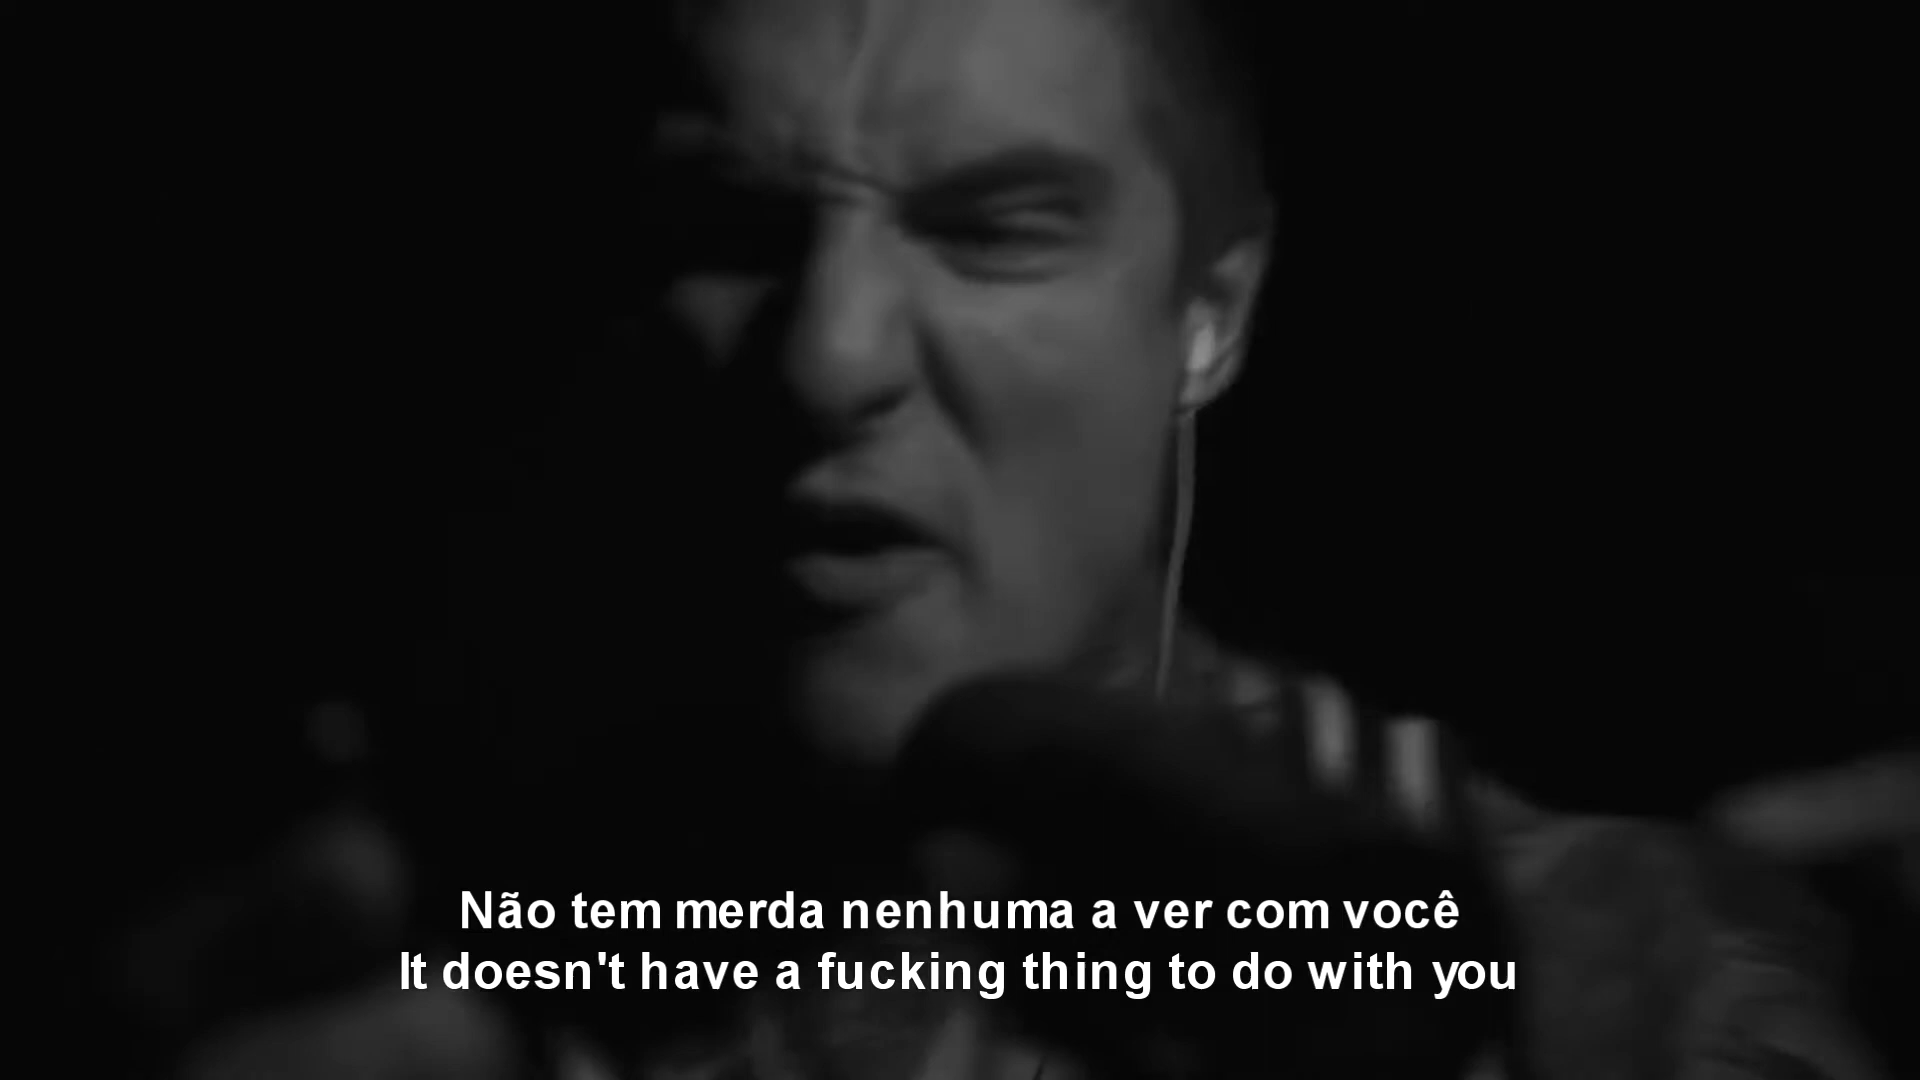 Não tem merda nenhuma a ver com você
It doesn't have a fucking thing to do with you